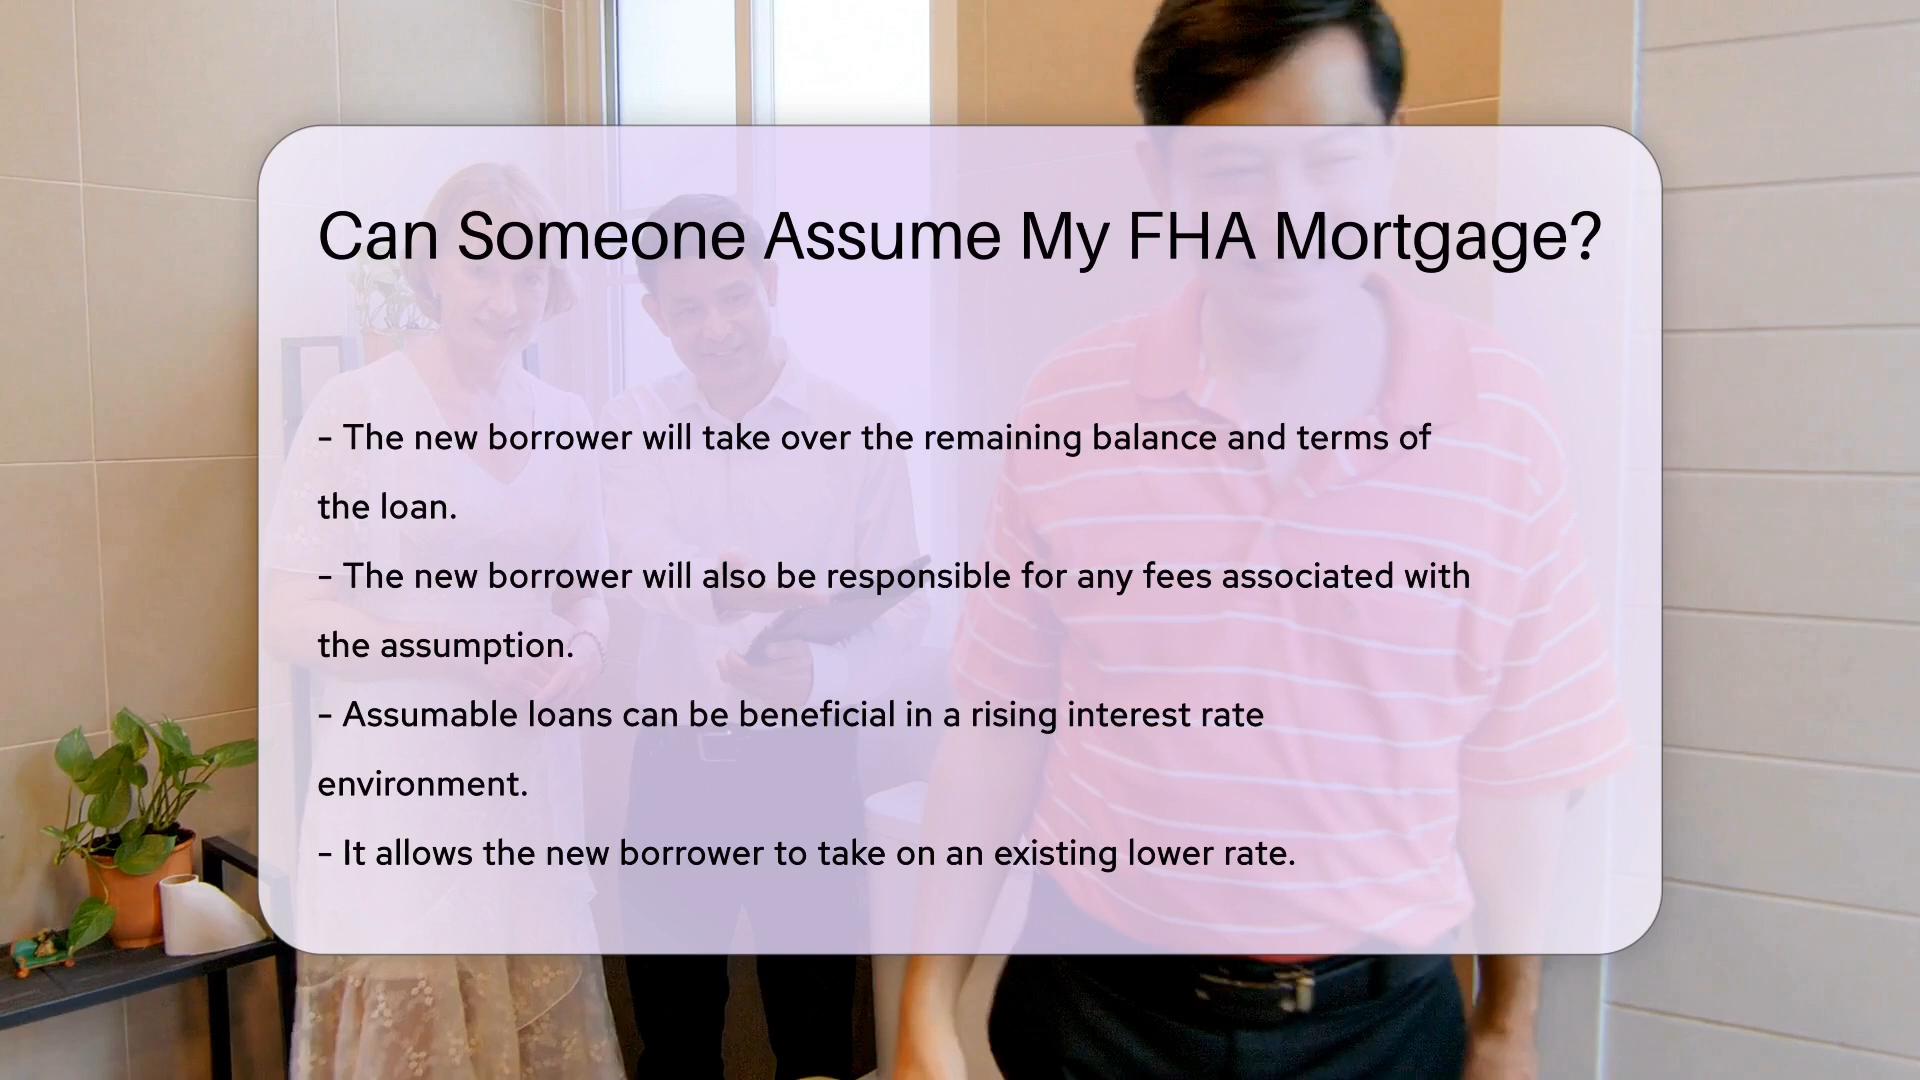 Can Someone Assume My FHA Mortgage?
- The new borrower will take over the remaining balance and terms of
the loan.
- The new borrower will also be responsible for any fees associated with
the assumption.
- Assumable loans can be beneficial in a rising interest rate
environment.
- It allows the new borrower to take on an existing lower rate.